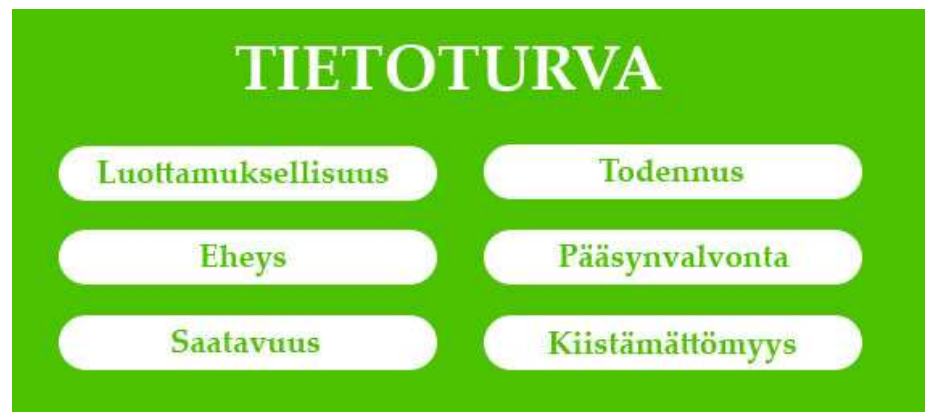 TIETOTURVA
Luottamuksellisuus
Todennus
Eheys
Pääsynvalvonta
Saatavuus
Kiistämättömyys